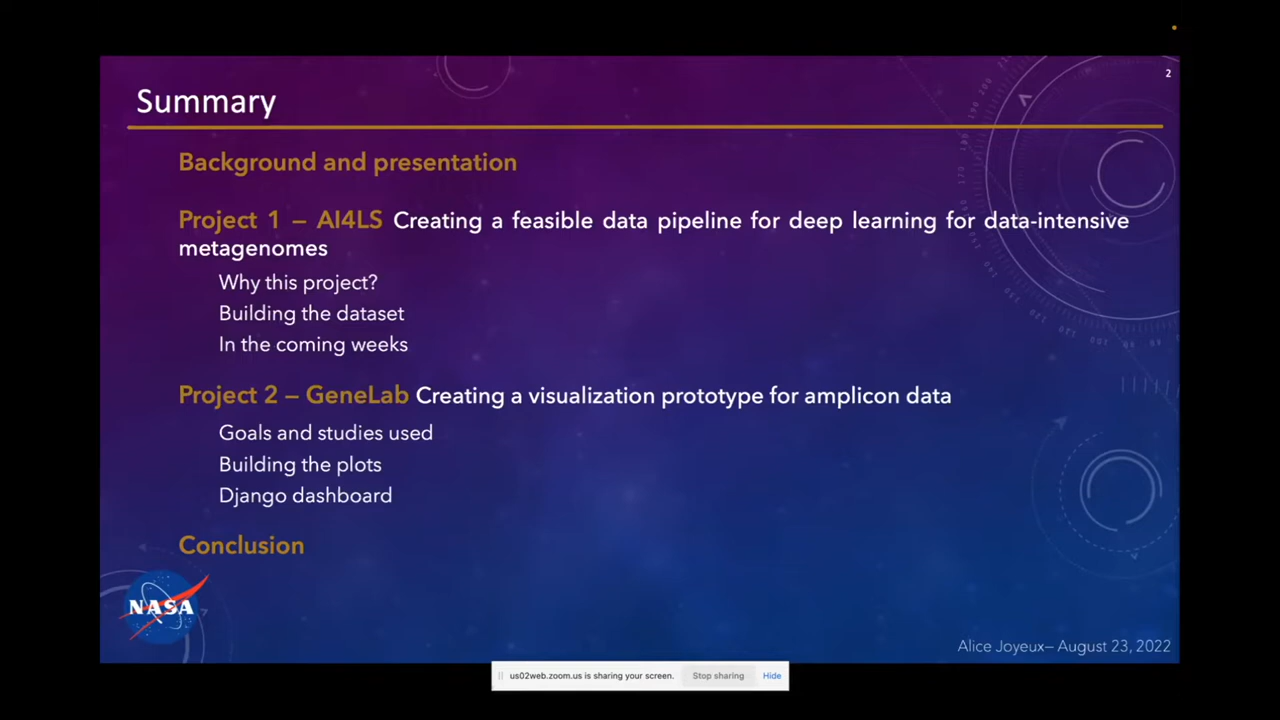 2
Summary
Background and presentation
Project 1 – AI4LS Creating a feasible data pipeline for deep learning for data-intensive
metagenomes
Why this project?
Building the dataset
In the coming weeks
Project 2 – GeneLab Creating a visualization prototype for amplicon data
Goals and studies used
Building the plots
Django dashboard
Conclusion
NASA
Alice Joyeux– August 23, 2022
us02web.zoom.us is sharing your screen. Stop sharing Hide